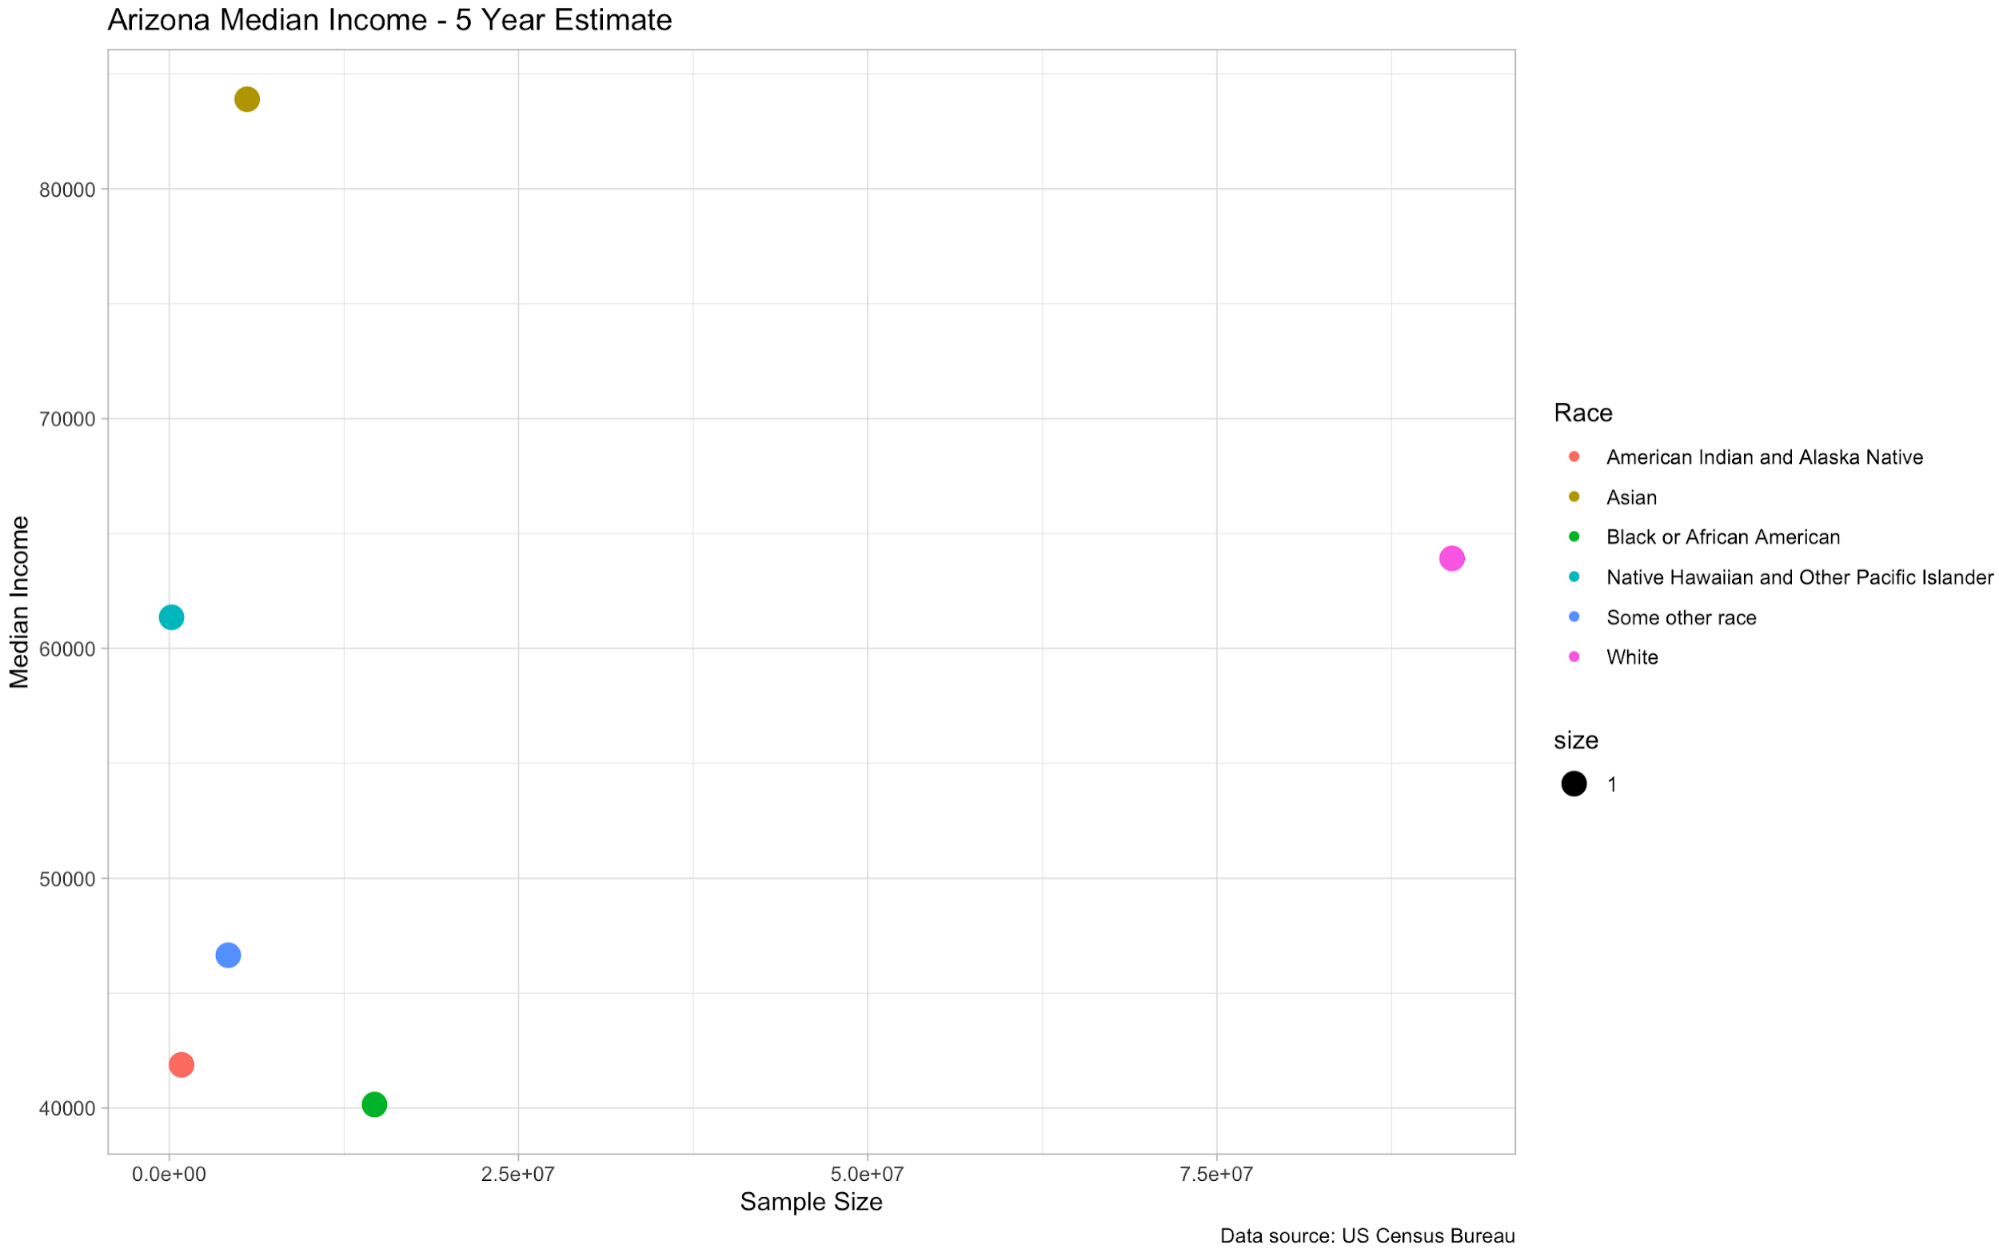 Arizona Median Income - 5 Year Estimate
80000
70000
60000
50000
40000
Median Income
0.0e+00
2.5e+07
5.0e+07
7.5e+07
Sample Size
Data source: US Census Bureau
Race
American Indian and Alaska Native
Asian
Black or African American
Native Hawaiian and Other Pacific Islander
Some other race
White
size
1